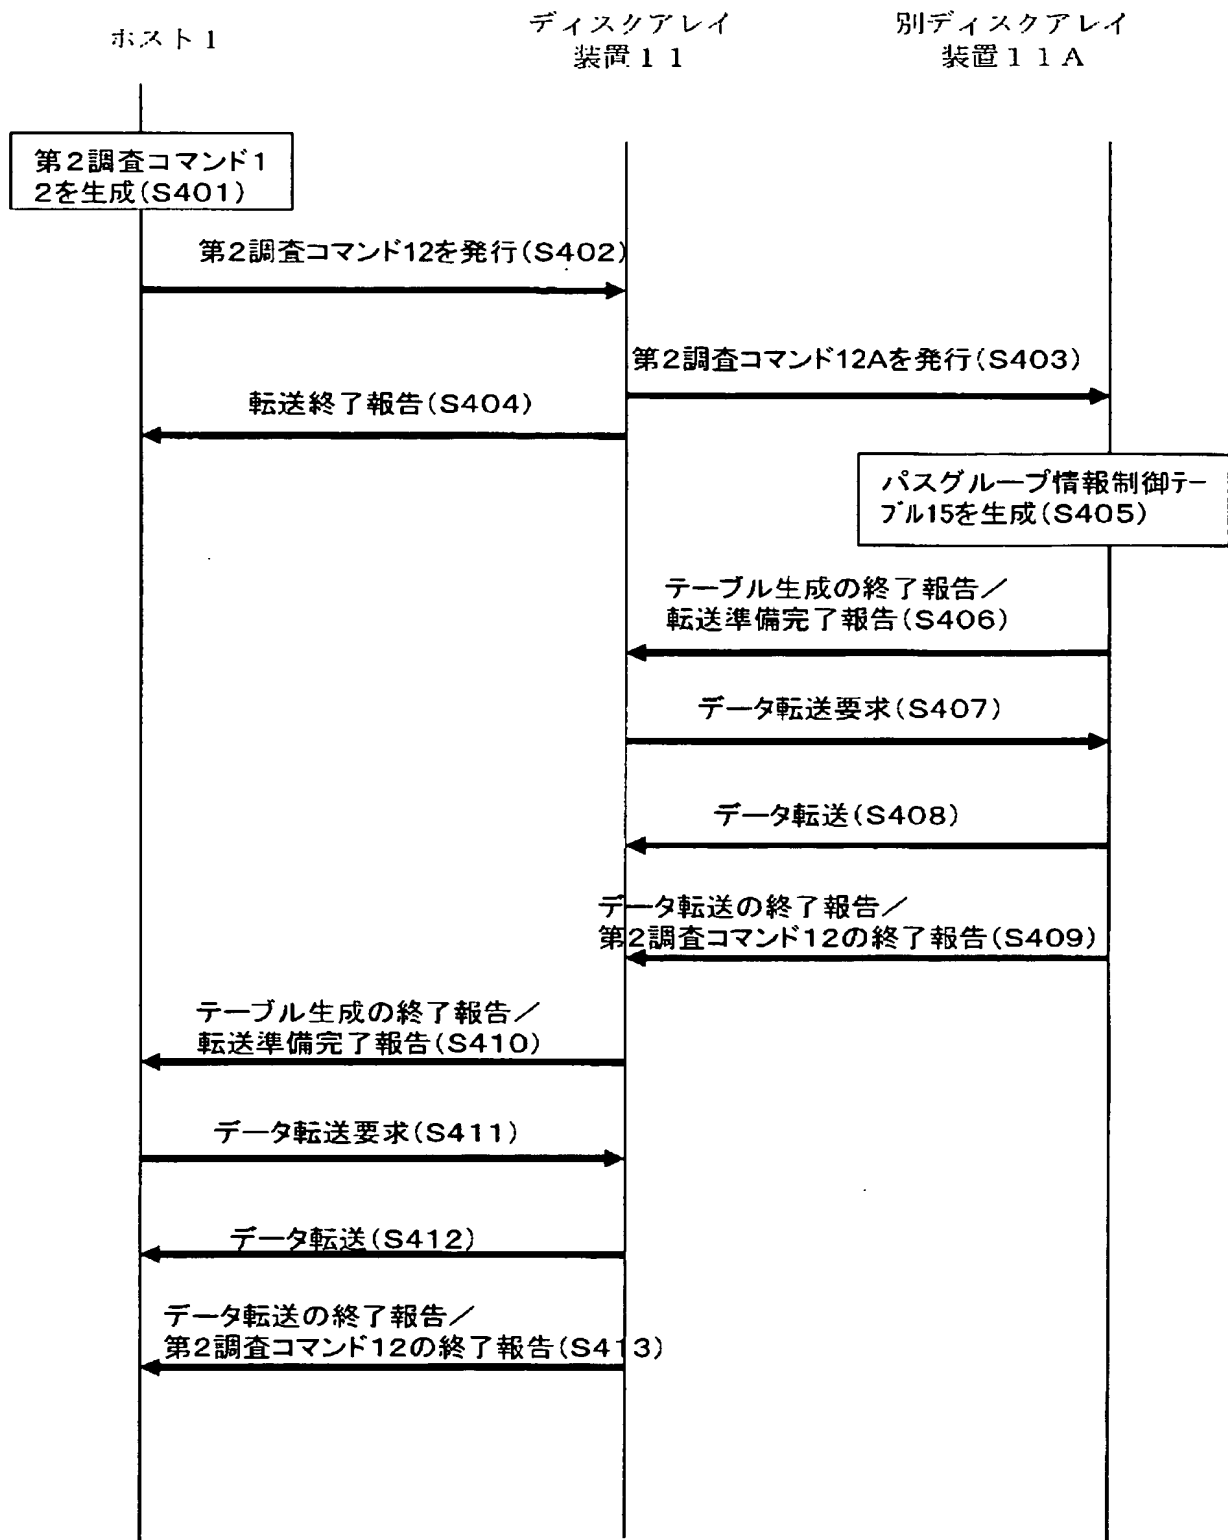 ホスト1
ディスクアレイ
装置11
別ディスクアレイ
装置11A
第2調査コマンド1
2を生成(S401)
第2調査コマンド12を発行(S402)
第2調査コマンド12Aを発行(S403)
転送終了報告(S404)
パスグループ情報制御テー
ブル15を生成(S405)
テーブル生成の終了報告/
転送準備完了報告(S406)
データ転送要求(S407)
データ転送(S408)
データ転送の終了報告/
第2調査コマンド12の終了報告(S409)
テーブル生成の終了報告/
転送準備完了報告(S410)
データ転送要求(S411)
データ転送(S412)
データ転送の終了報告/
第2調査コマンド12の終了報告(S413)